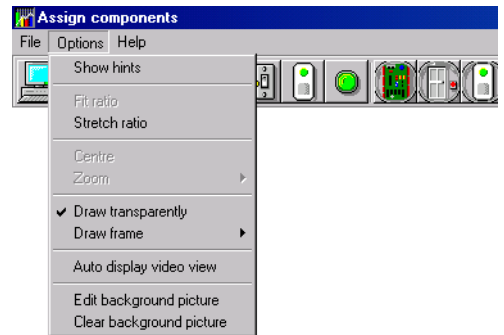 Assign components
File Options Help
Show hints
Fit ratio
Stretch ratio
Centre
Zoom
Draw transparently
Draw frame
Auto display video view
Edit background picture
Clear background picture